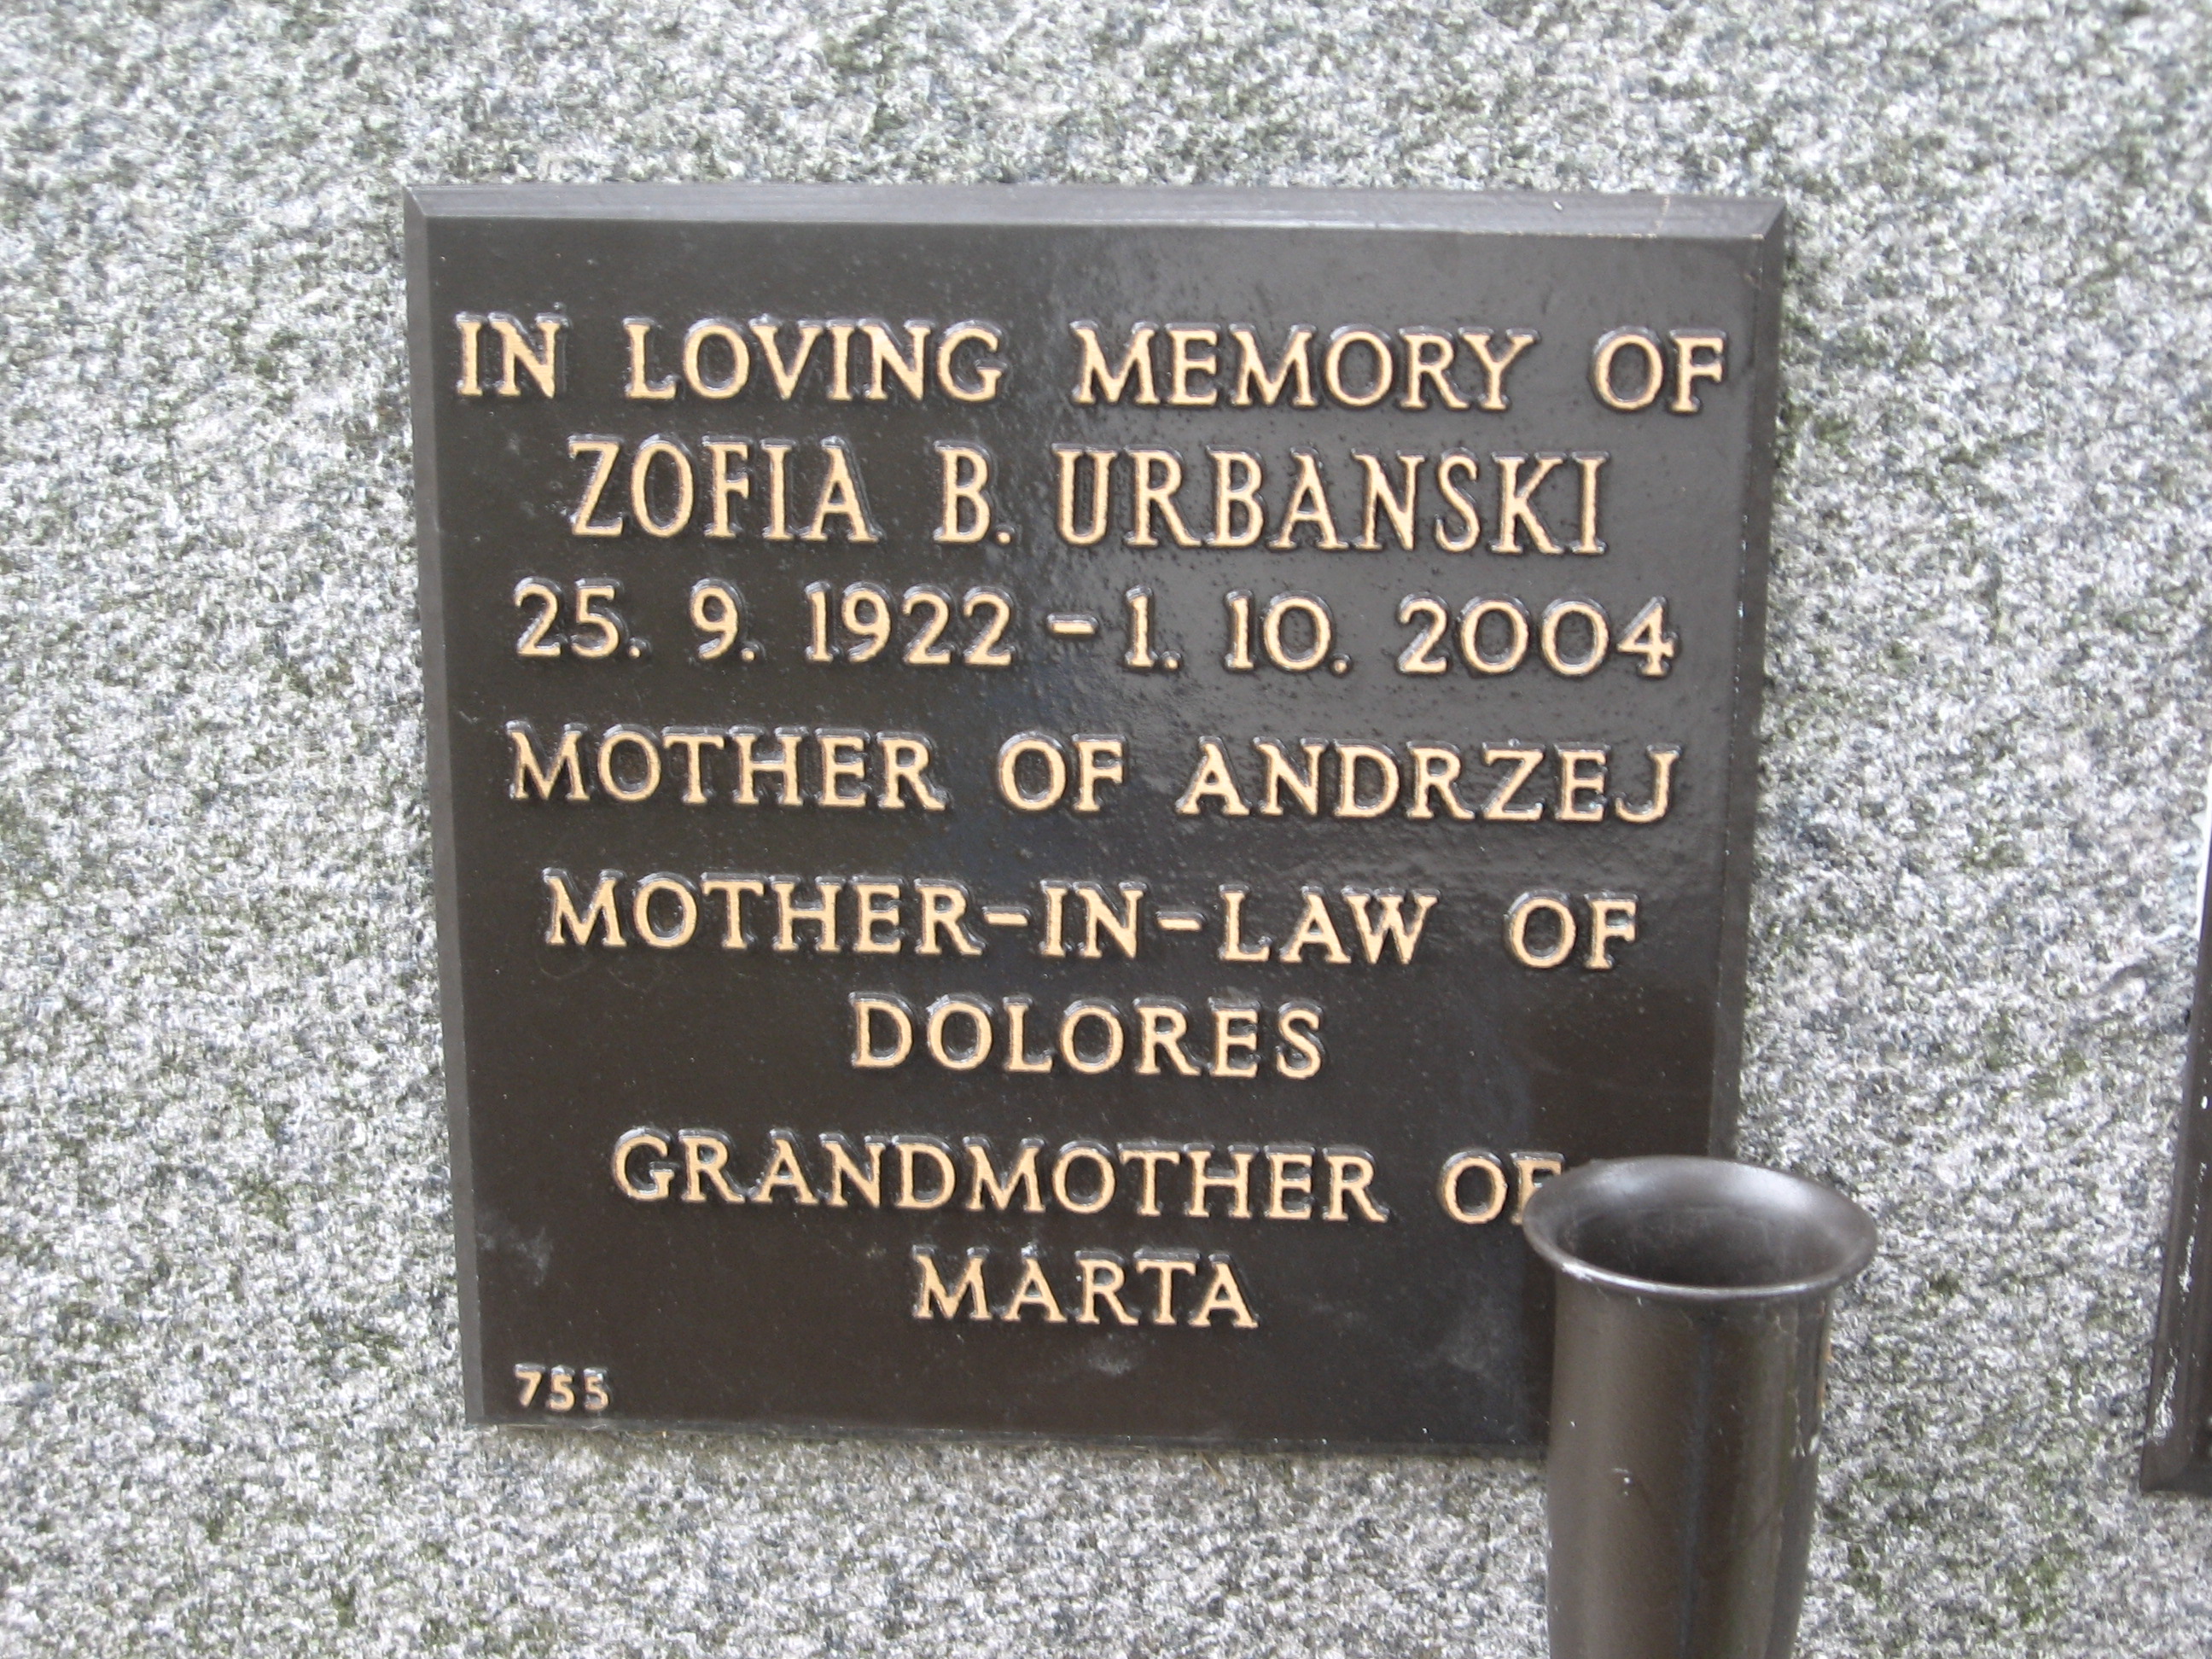 IN LOVING MEMORY OF
ZOFIA B. URBANSKI
25. 9. 1922 - 1. 10. 2004
MOTHER OF ANDRZEJ
MOTHER-IN-LAW OF
DOLORES
GRANDMOTHER OF
MARTA
755